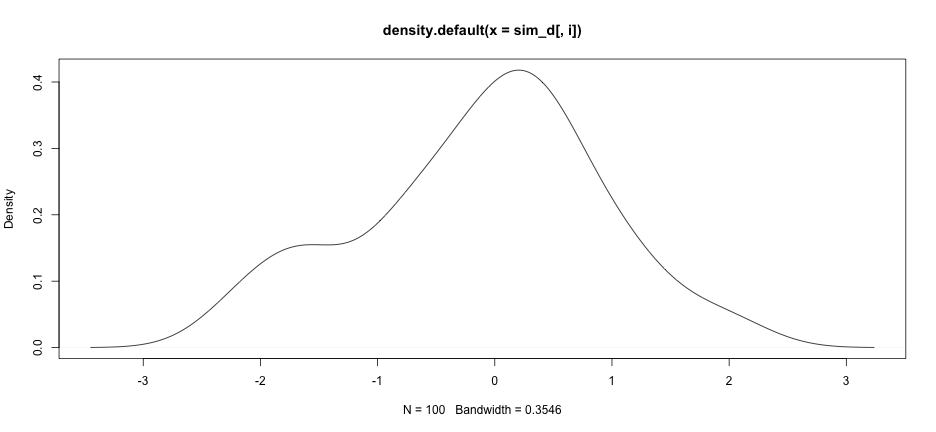 density.default(x = sim_d[, i])
Density
0.4
0.3
0.2
0.1
0.0
-3 -2 -1 0 1 2 3
N = 100 Bandwidth = 0.3546